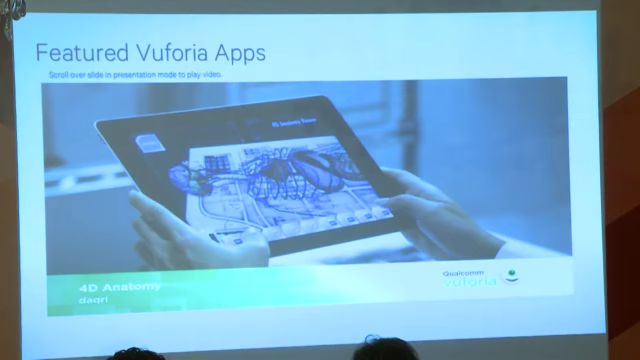 Featured Vuforia Apps
Scroll over slide in presentation mode to play video.
4D Anatomy
daqri
Qualcomm
vuforia